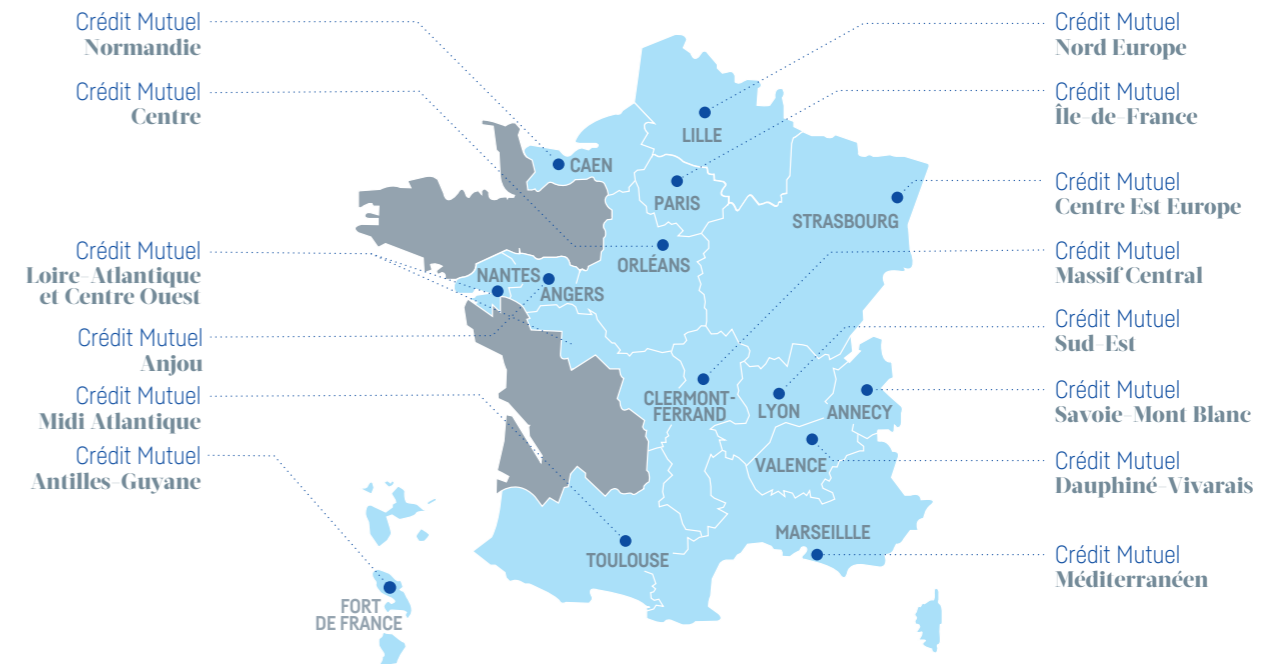 Crédit Mutuel
Normandie
Crédit Mutuel
Centre
Crédit Mutuel
Loire-Atlantique
et Centre Ouest
Crédit Mutuel
Anjou
Crédit Mutuel
Midi Atlantique
Crédit Mutuel
Antilles-Guyane
LILLE
CAEN
PARIS
STRASBOURG
ORLÉANS
NANTES
ANGERS
CLERMONT-
FERRAND
LYON
ANNECY
VALENCE
MARSEILLLE
TOULOUSE
FORT
DE FRANCE
Crédit Mutuel
Nord Europe
Crédit Mutuel
Île-de-France
Crédit Mutuel
Centre Est Europe
Crédit Mutuel
Massif Central
Crédit Mutuel
Sud-Est
Crédit Mutuel
Savoie-Mont Blanc
Crédit Mutuel
Dauphiné-Vivarais
Crédit Mutuel
Méditerranéen